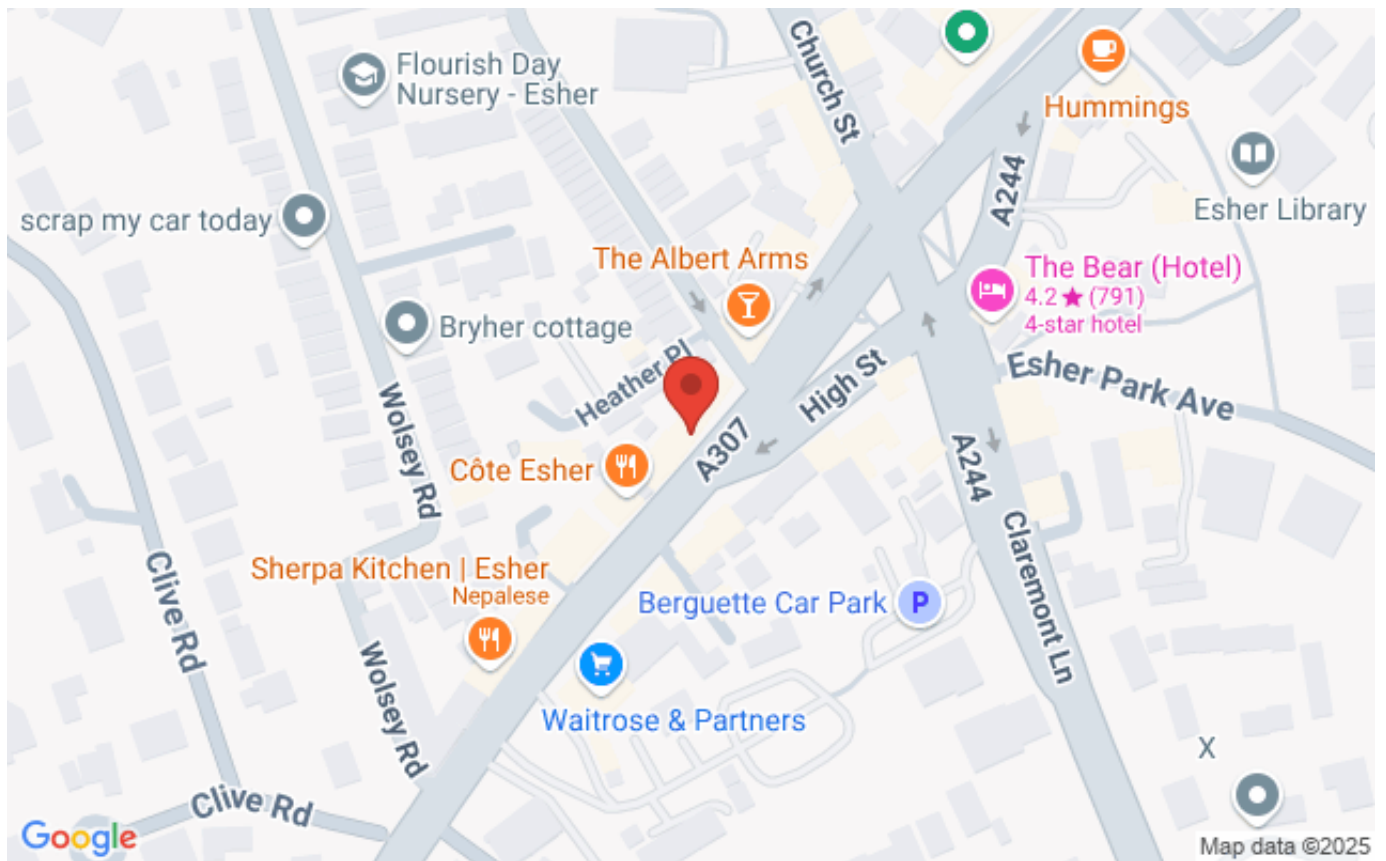 Church St
Flourish Day
Nursery - Esher
Hummings
A244
Esher Library
scrap my car today
The Albert Arms
The Bear (Hotel)
4.2 ★ (791)
4-star hotel
Bryher cottage
Heather Pl
High St
Esher Park Ave
Wolsey Rd
A307
A244
Côte Esher
Claremont Ln
Sherpa Kitchen | Esher
Nepalese
Clive Rd
Berguette Car Park
P
Wolsey Rd
Waitrose & Partners
X
Clive Rd
Google
Map data ©2025